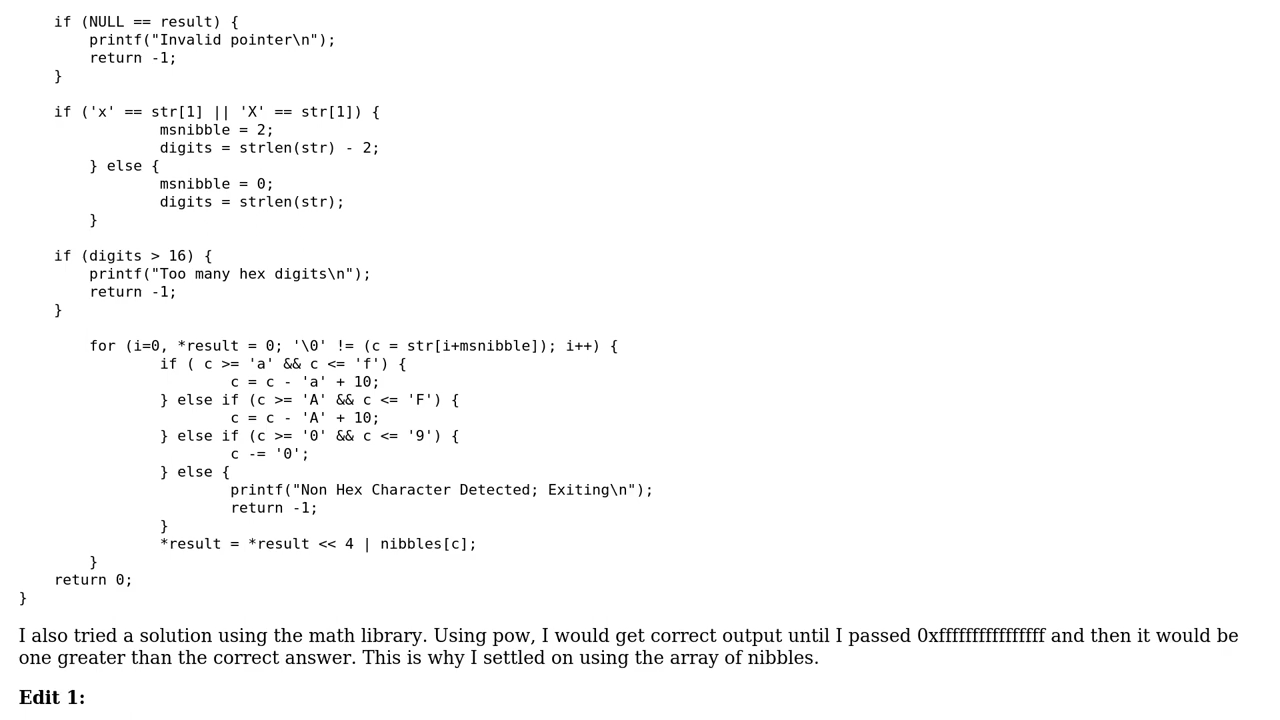 if (NULL == result) {
        printf("Invalid pointer\n");
        return -1;
    }

    if ('x' == str[1] || 'X' == str[1]) {
                msnibble = 2;
                digits = strlen(str) - 2;
        } else {
                msnibble = 0;
                digits = strlen(str);
        }

    if (digits > 16) {
        printf("Too many hex digits\n");
        return -1;
    }

        for (i=0, *result = 0; '\0' != (c = str[i+msnibble]); i++) {
                if ( c >= 'a' && c <= 'f') {
                        c = c - 'a' + 10;
                } else if (c >= 'A' && c <= 'F') {
                        c = c - 'A' + 10;
                } else if (c >= '0' && c <= '9') {
                        c -= '0';
                } else {
                        printf("Non Hex Character Detected; Exiting\n");
                        return -1;
                }
                *result = *result << 4 | nibbles[c];
        }
    return 0;
}
I also tried a solution using the math library. Using pow, I would get correct output until I passed 0xffffffffffffffff and then it would be
one greater than the correct answer. This is why I settled on using the array of nibbles.
Edit 1: